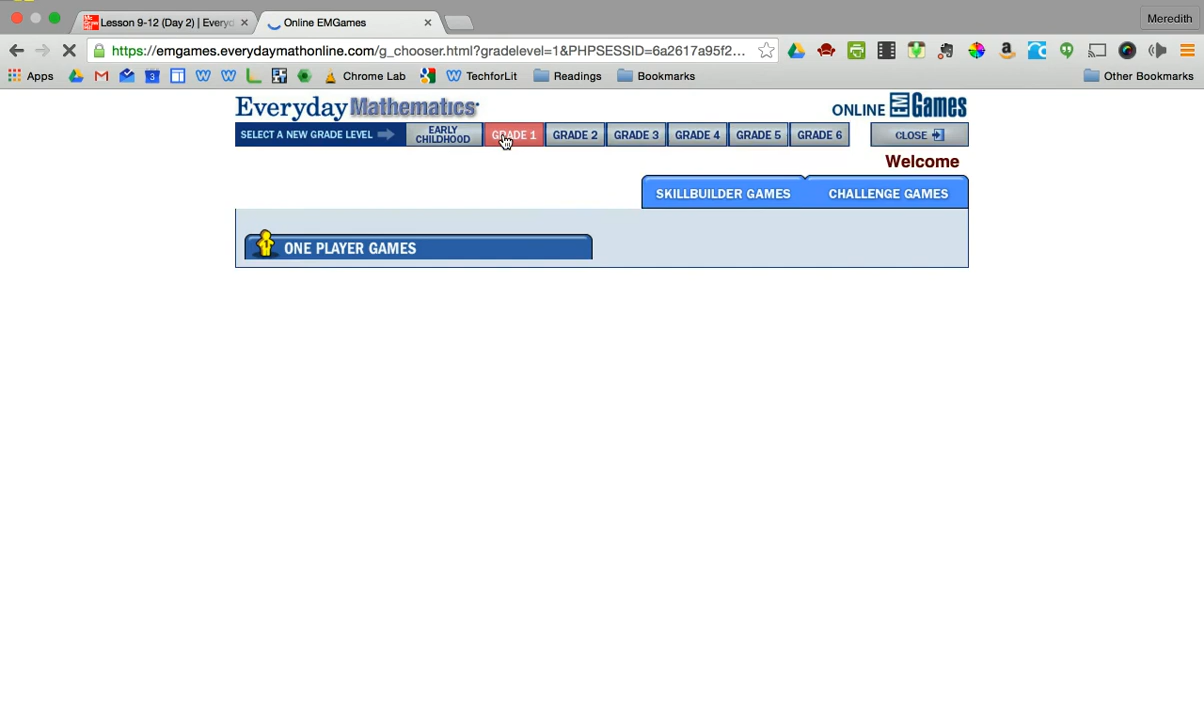 Lesson 9-12 (Day 2) | Everyd
Online EMGames
Meredith
https://emgames.everydaymathonline.com/g_chooser.html?gradelevel=1&PHPSESSID=6a2617a95f2...
Apps
3
Chrome Lab
TechforLit
Readings
Bookmarks
Other Bookmarks
Everyday Mathematics
ONLINE EM Games
SELECT A NEW GRADE LEVEL
EARLY CHILDHOOD
GRADE 1
GRADE 2
GRADE 3
GRADE 4
GRADE 5
GRADE 6
CLOSE
Welcome
SKILLBUILDER GAMES
CHALLENGE GAMES
1 ONE PLAYER GAMES